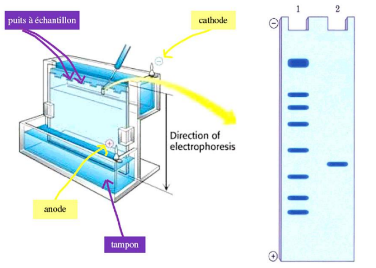 puits à échantillon
cathode
Direction of
electrophoresis
anode
tampon
1 2